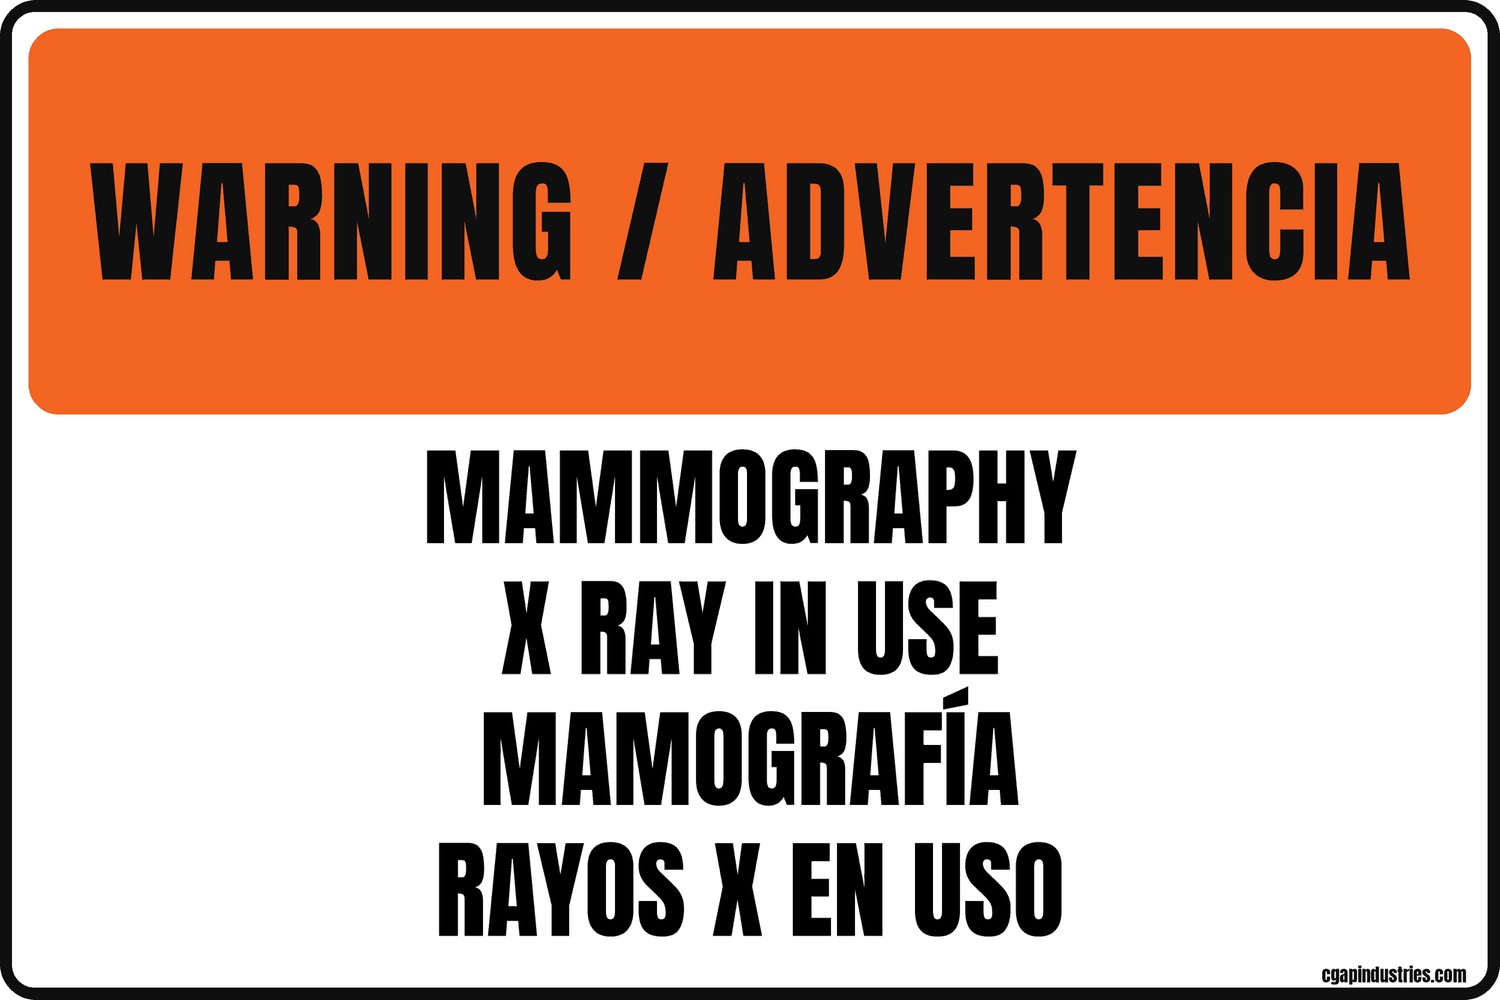 WARNING / ADVERTENCIA
MAMMOGRAPHY
X RAY IN USE
MAMOGRAFÍA
RAYOS X EN USO
cgapindustries.com